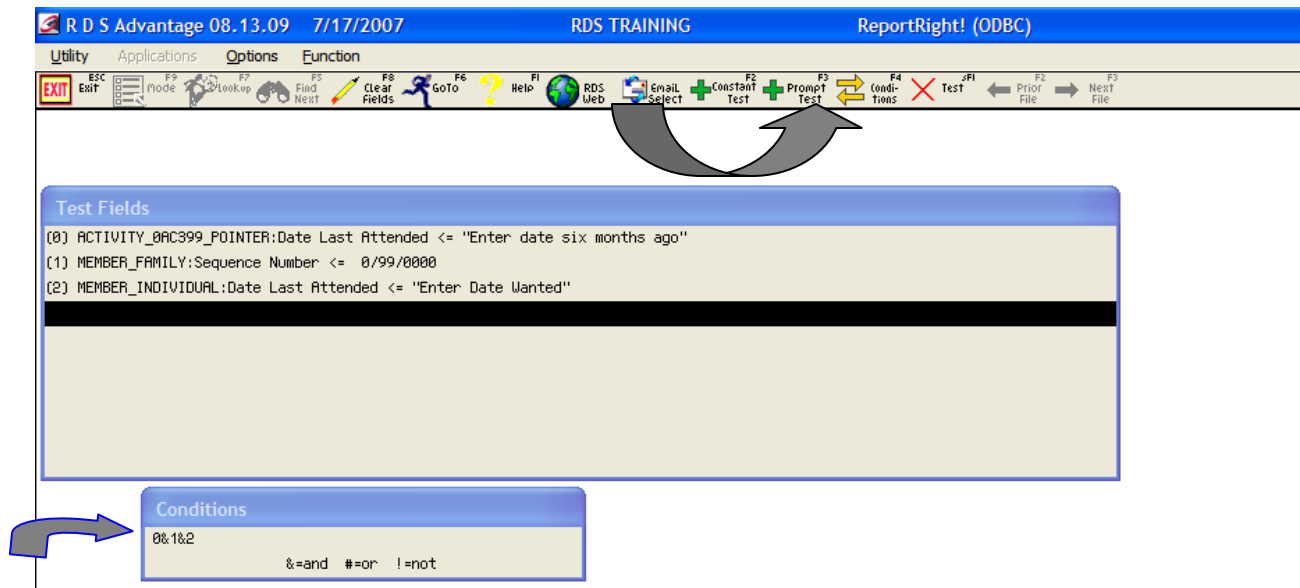 R D S Advantage 08.13.09 7/17/2007 RDS TRAINING ReportRight! (ODBC)
Utility Applications Options Function
EXIT ESC Exit F9 Mode F7 Lookup F5 Find Next F8 Clear Fields F6 GoTo F1 Help RDS Web EMail Select F2 Constant Test F3 Prompt Test F4 Condi-tions sF1 Test F2 Prior File F3 Next File
Test Fields
(0) ACTIVITY_0AC399_POINTER:Date Last Attended <= "Enter date six months ago"
(1) MEMBER_FAMILY:Sequence Number <= 0/99/0000
(2) MEMBER_INDIVIDUAL:Date Last Attended <= "Enter Date Wanted"
Conditions
0&1&2
&=and #=or !=not